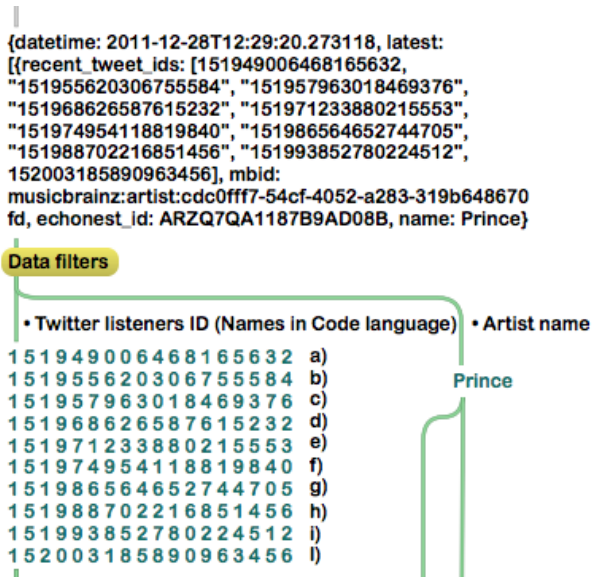 {datetime: 2011-12-28T12:29:20.273118, latest:
[{recent_tweet_ids: [151949006468165632,
"151955620306755584", "151957963018469376",
"151968626587615232", "151971233880215553",
"151974954118819840", "151986564652744705",
"151988702216851456", "151993852780224512",
152003185890963456], mbid:
musicbrainz:artist:cdc0fff7-54cf-4052-a283-319b648670
fd, echonest_id: ARZQ7QA1187B9AD08B, name: Prince}
Data filters
• Twitter listeners ID (Names in Code language) • Artist name
151949006468165632 a)
151955620306755584 b)
151957963018469376 c)
151968626587615232 d)
151971233880215553 e)
151974954118819840 f)
151986564652744705 g)
151988702216851456 h)
151993852780224512 i)
152003185890963456 l)
Prince